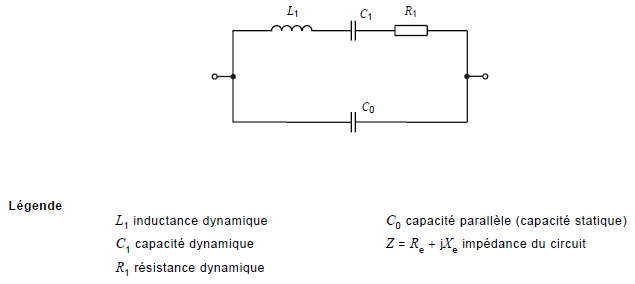 L1 C1 R1
C0
Légende
L1 inductance dynamique
C1 capacité dynamique
R1 résistance dynamique
C0 capacité parallèle (capacité statique)
Z = Re + jXe impédance du circuit